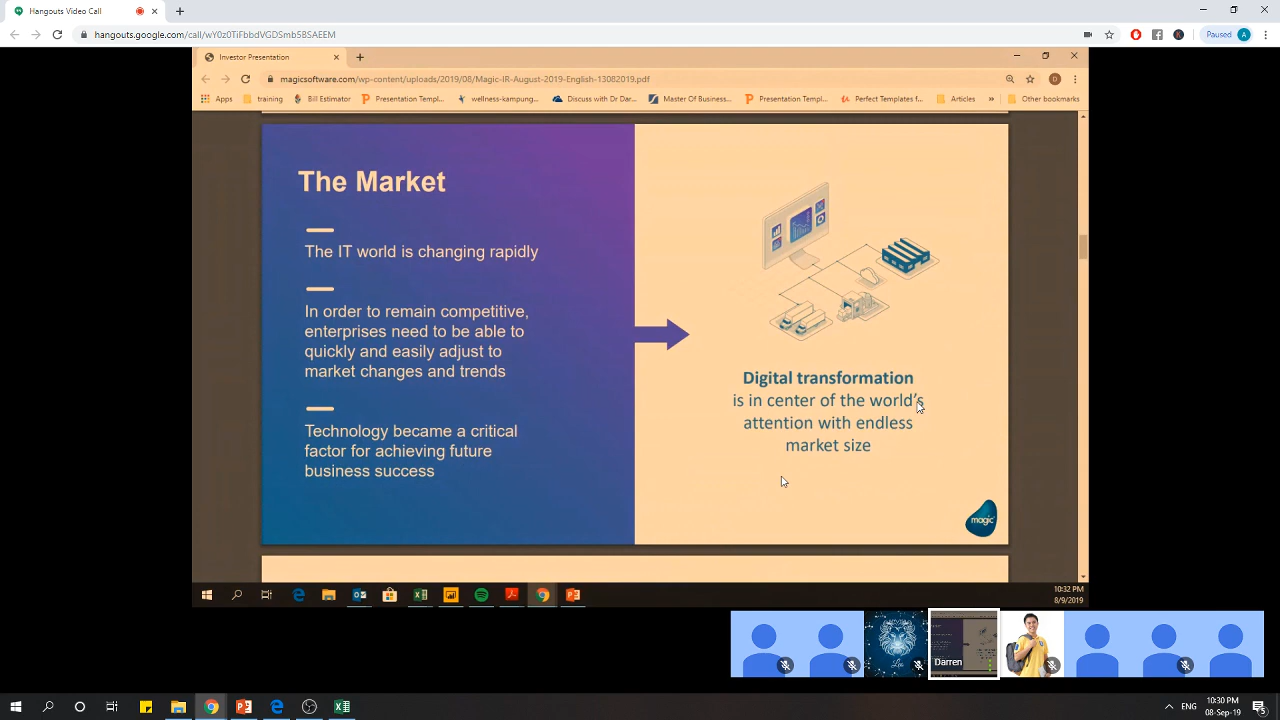 Hangouts Video Call
hangouts.google.com/call/wY0z0TiFbbdVGDSmb5BSAEEM
Paused
A
Investor Presentation
magicsoftware.com/wp-content/uploads/2019/08/Magic-IR-August-2019-English-13082019.pdf
D
Apps
training
Bill Estimator
Presentation Templ...
wellness-kampung...
Discuss with Dr Dar...
Master Of Business...
Presentation Templ...
Perfect Templates f...
Articles
»
Other bookmarks
The Market
The IT world is changing rapidly
In order to remain competitive,
enterprises need to be able to
quickly and easily adjust to
market changes and trends
Technology became a critical
factor for achieving future
business success
Digital transformation
is in center of the world's
attention with endless
market size
magic
10:32 PM
8/9/2019
Leo
Darren
ENG
10:30 PM
08-Sep-19